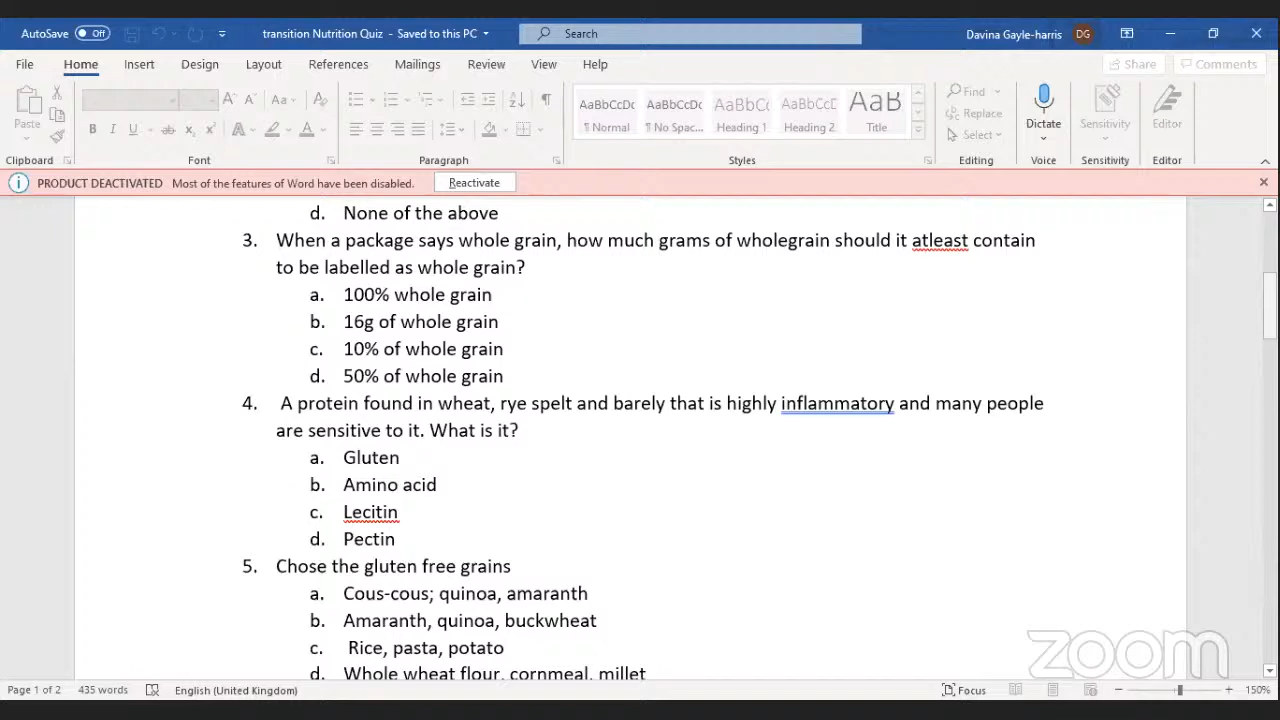 AutoSave Off transition Nutrition Quiz - Saved to this PC Search Davina Gayle-harris DG
File Home Insert Design Layout References Mailings Review View Help Share Comments
Paste Aa B I U ab x₂ x² A A
AaBbCcDc AaBbCcDc AaBbCc AaBbCcD AaB
¶ Normal ¶ No Spac... Heading 1 Heading 2 Title
Find
Replace
Select
Dictate Sensitivity Editor
Clipboard Font Paragraph Styles Editing Voice Sensitivity Editor
PRODUCT DEACTIVATED Most of the features of Word have been disabled. Reactivate
d. None of the above
3. When a package says whole grain, how much grams of wholegrain should it atleast contain
to be labelled as whole grain?
a. 100% whole grain
b. 16g of whole grain
c. 10% of whole grain
d. 50% of whole grain
4. A protein found in wheat, rye spelt and barely that is highly inflammatory and many people
are sensitive to it. What is it?
a. Gluten
b. Amino acid
c. Lecitin
d. Pectin
5. Chose the gluten free grains
a. Cous-cous; quinoa, amaranth
b. Amaranth, quinoa, buckwheat
c. Rice, pasta, potato
d. Whole wheat flour, cornmeal, millet
zoom
Page 1 of 2 435 words English (United Kingdom) Focus 150%